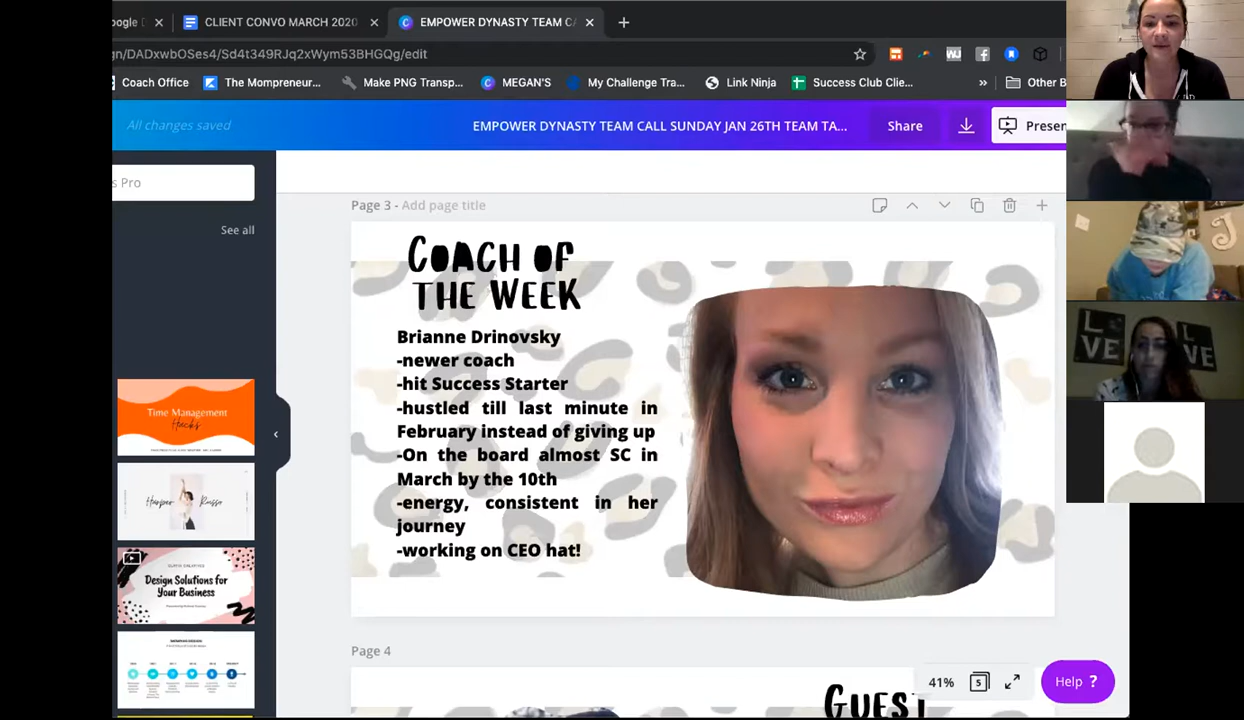 CLIENT CONVO MARCH 2020
EMPOWER DYNASTY TEAM CA
gn/DADxwbOSes4/Sd4t349RJq2xWym53BHGQg/edit
Coach Office
The Mompreneur...
Make PNG Transp...
MEGAN'S
My Challenge Tra...
Link Ninja
Success Club Clie...
»
Other B
All changes saved
EMPOWER DYNASTY TEAM CALL SUNDAY JAN 26TH TEAM TA...
Share
Presen
s Pro
See all
Page 3 - Add page title
COACH OF
THE WEEK
Brianne Drinovsky
-newer coach
-hit Success Starter
-hustled till last minute in
February instead of giving up
-On the board almost SC in
March by the 10th
-energy, consistent in her
journey
-working on CEO hat!
Time Management
Hacks
Harper Russo
Design Solutions for
Your Business
Page 4
GUEST
41%
5
Help ?
LOVE
LOVE
J